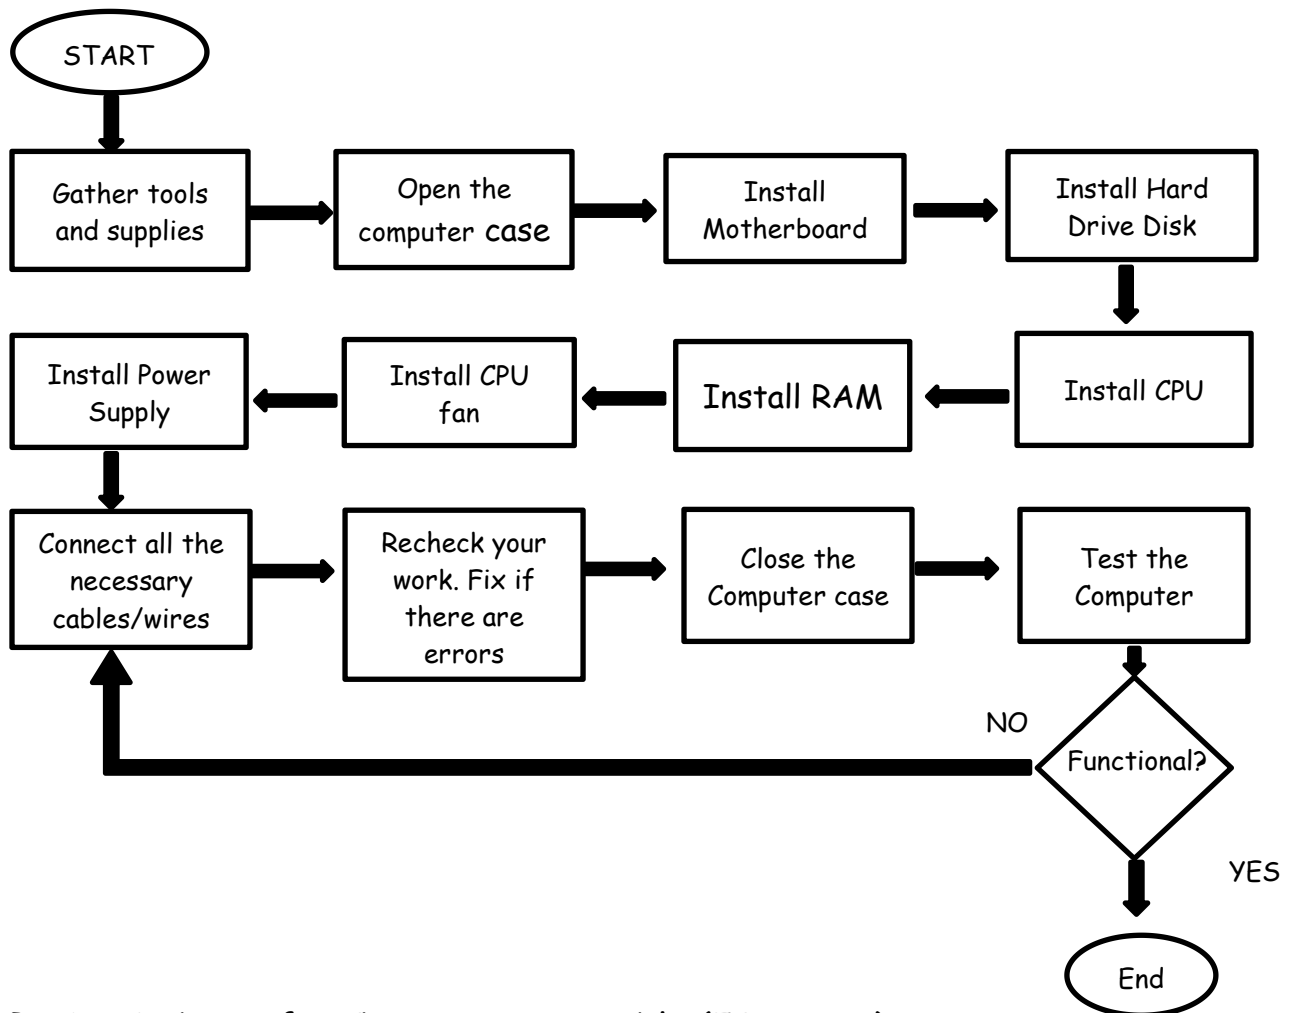 START
Gather tools
and supplies
Open the
computer case
Install
Motherboard
Install Hard
Drive Disk
Install CPU
Install RAM
Install CPU
fan
Install Power
Supply
Connect all the
necessary
cables/wires
Recheck your
work. Fix if
there are
errors
Close the
Computer case
Test the
Computer
Functional?
NO
YES
End